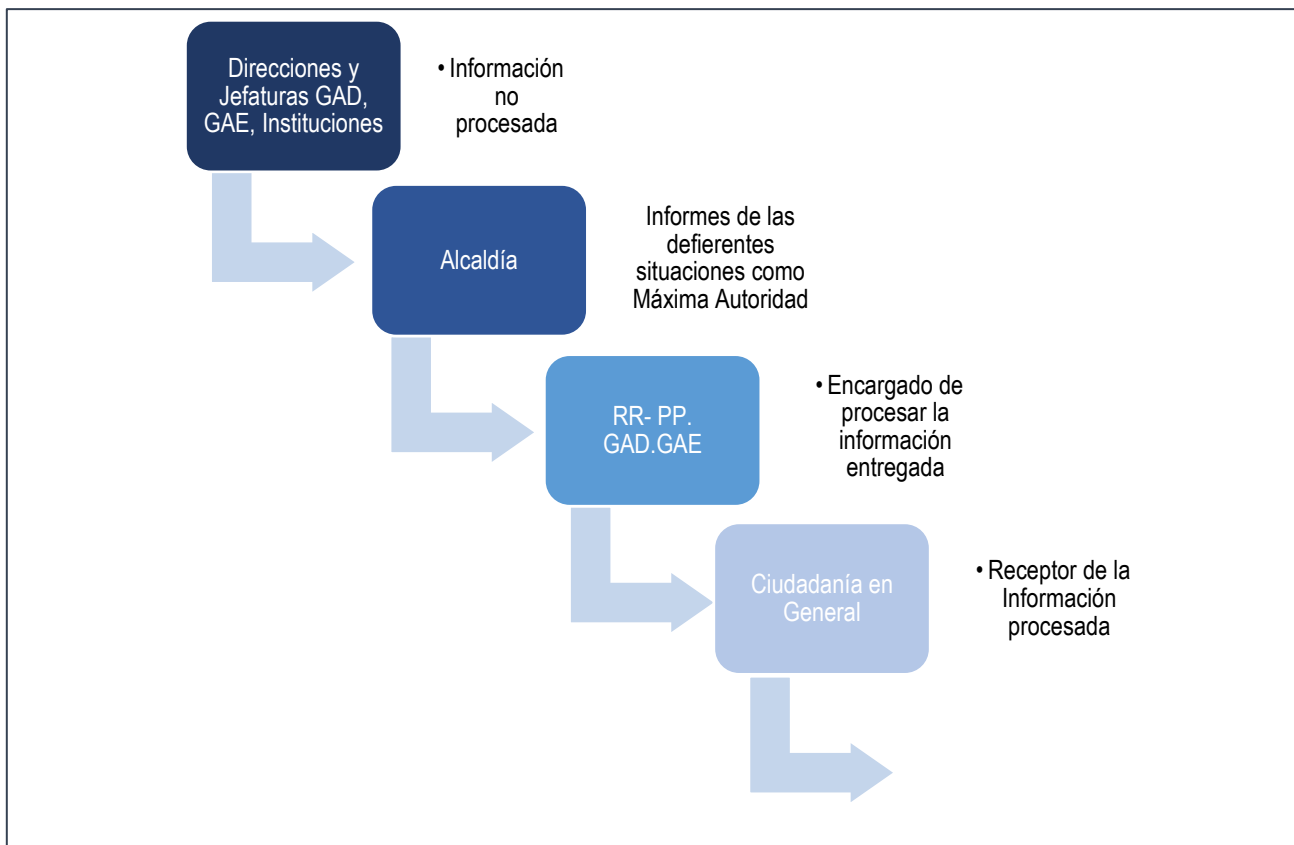 Direcciones y
Jefaturas GAD,
GAE, Instituciones
• Información
no
procesada
Alcaldía
Informes de las
defierentes
situaciones como
Máxima Autoridad
RR- PP.
GAD.GAE
• Encargado de
procesar la
información
entregada
Ciudadanía en
General
• Receptor de la
Información
procesada